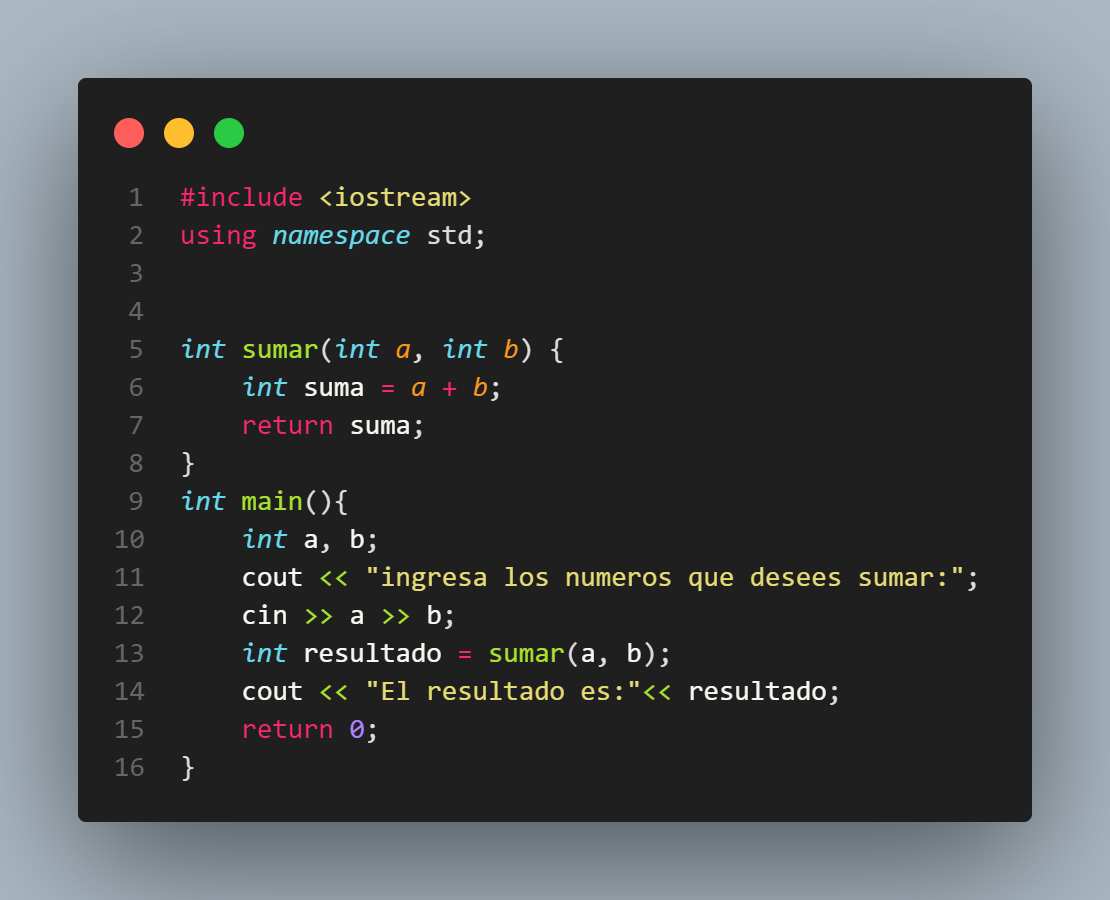 1 #include <iostream>
2 using namespace std;
3
4
5 int sumar(int a, int b) {
6     int suma = a + b;
7     return suma;
8 }
9 int main(){
10     int a, b;
11     cout << "ingresa los numeros que desees sumar:";
12     cin >> a >> b;
13     int resultado = sumar(a, b);
14     cout << "El resultado es:"<< resultado;
15     return 0;
16 }